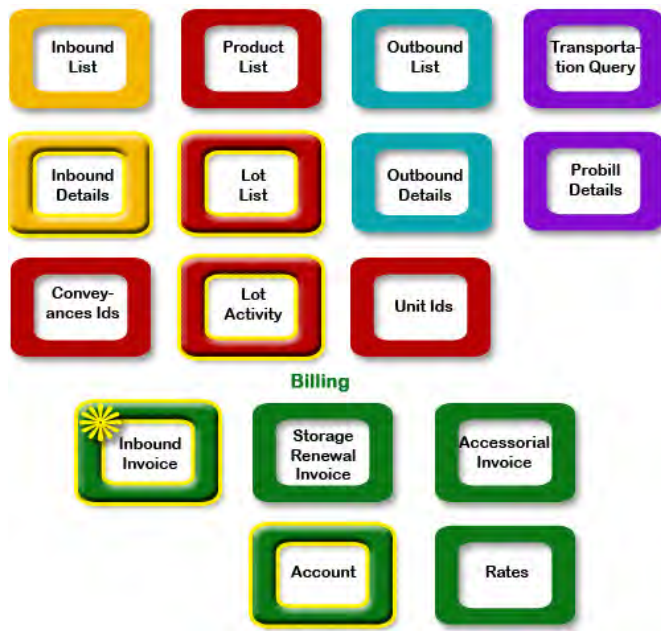 Inbound
List
Product
List
Outbound
List
Transporta-
tion Query
Inbound
Details
Lot
List
Outbound
Details
Probill
Details
Convey-
ances Ids
Lot
Activity
Unit Ids
Billing
Inbound
Invoice
Storage
Renewal
Invoice
Accessorial
Invoice
Account
Rates